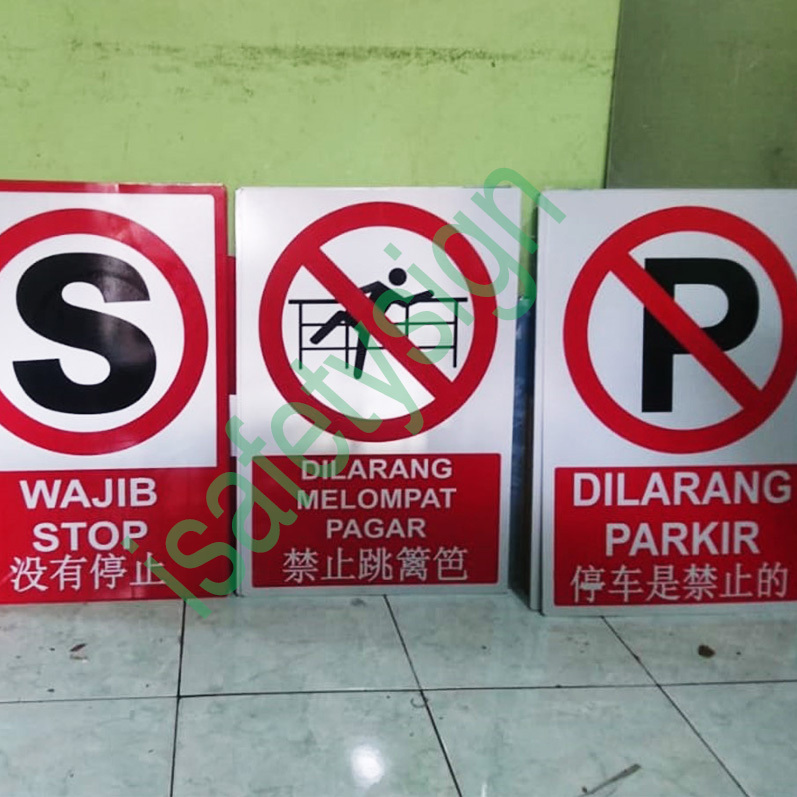 S
WAJIB
STOP
没有停止
DILARANG
MELOMPAT
PAGAR
禁止跳篱笆
P
DILARANG
PARKIR
停车是禁止的
isafetysign